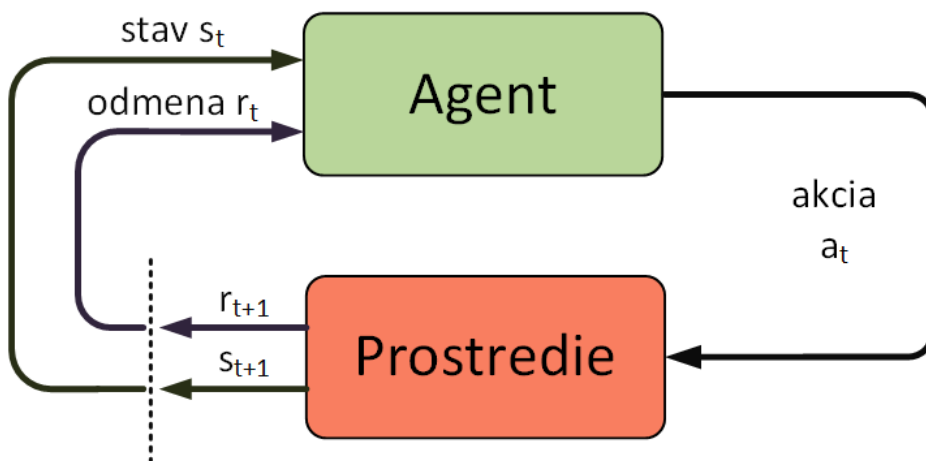 stav sₜ
Agent
odmena rₜ
akcia
aₜ
rₜ₊₁
Prostredie
sₜ₊₁